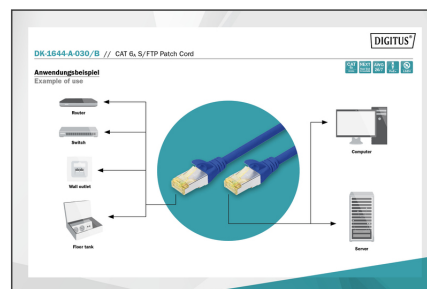 DIGITUS®
DK-1644-A-030/B // CAT 6A S/FTP Patch Cord
Anwendungsbeispiel
Example of use
Router
Switch
Wall outlet
Floor tank
Computer
Server